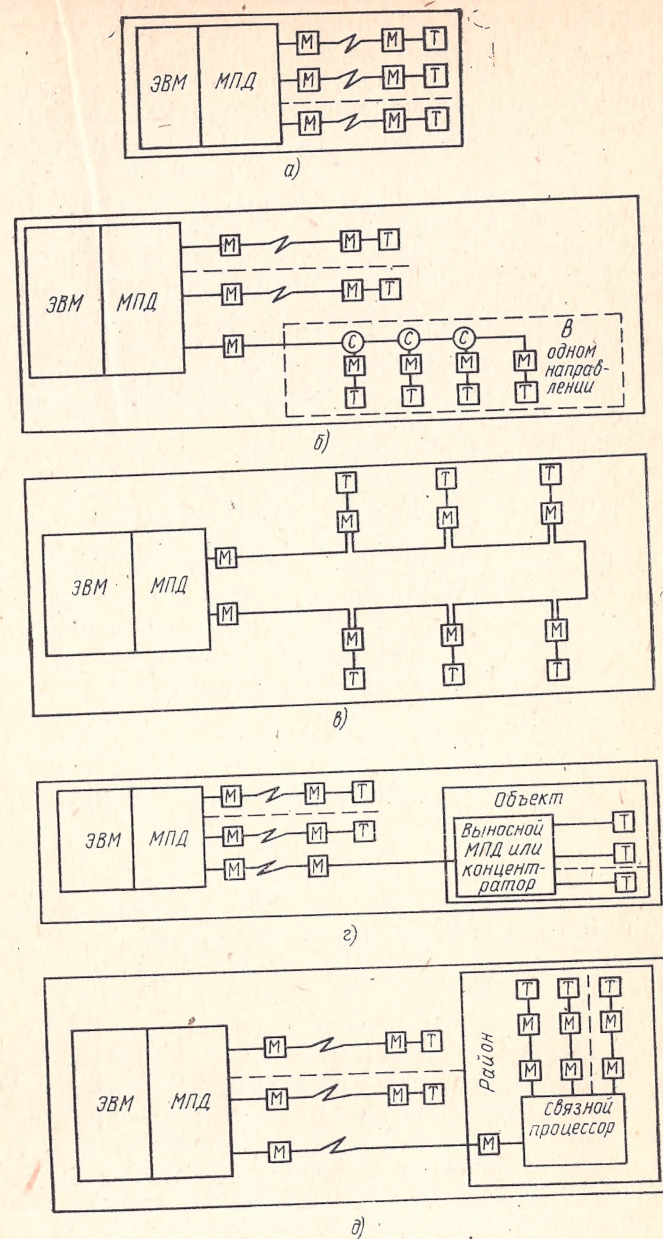 ЭВМ МПД М М Т
М М Т
М М Т
а)
ЭВМ МПД М М Т
М М Т
М С С С В
одном
направ-
лении
М М М М
Т Т Т Т
б)
Т Т Т
М М М
ЭВМ МПД М
М
М М М
Т Т Т
в)
ЭВМ МПД М М Т
М М Т
М М
Объект
Выносной
МПД или
концент-
ратор
Т
Т
Т
г)
ЭВМ МПД М М Т
М М Т
М М
Район
Т Т Т
М М М
М М М
Связной
процессор
д)